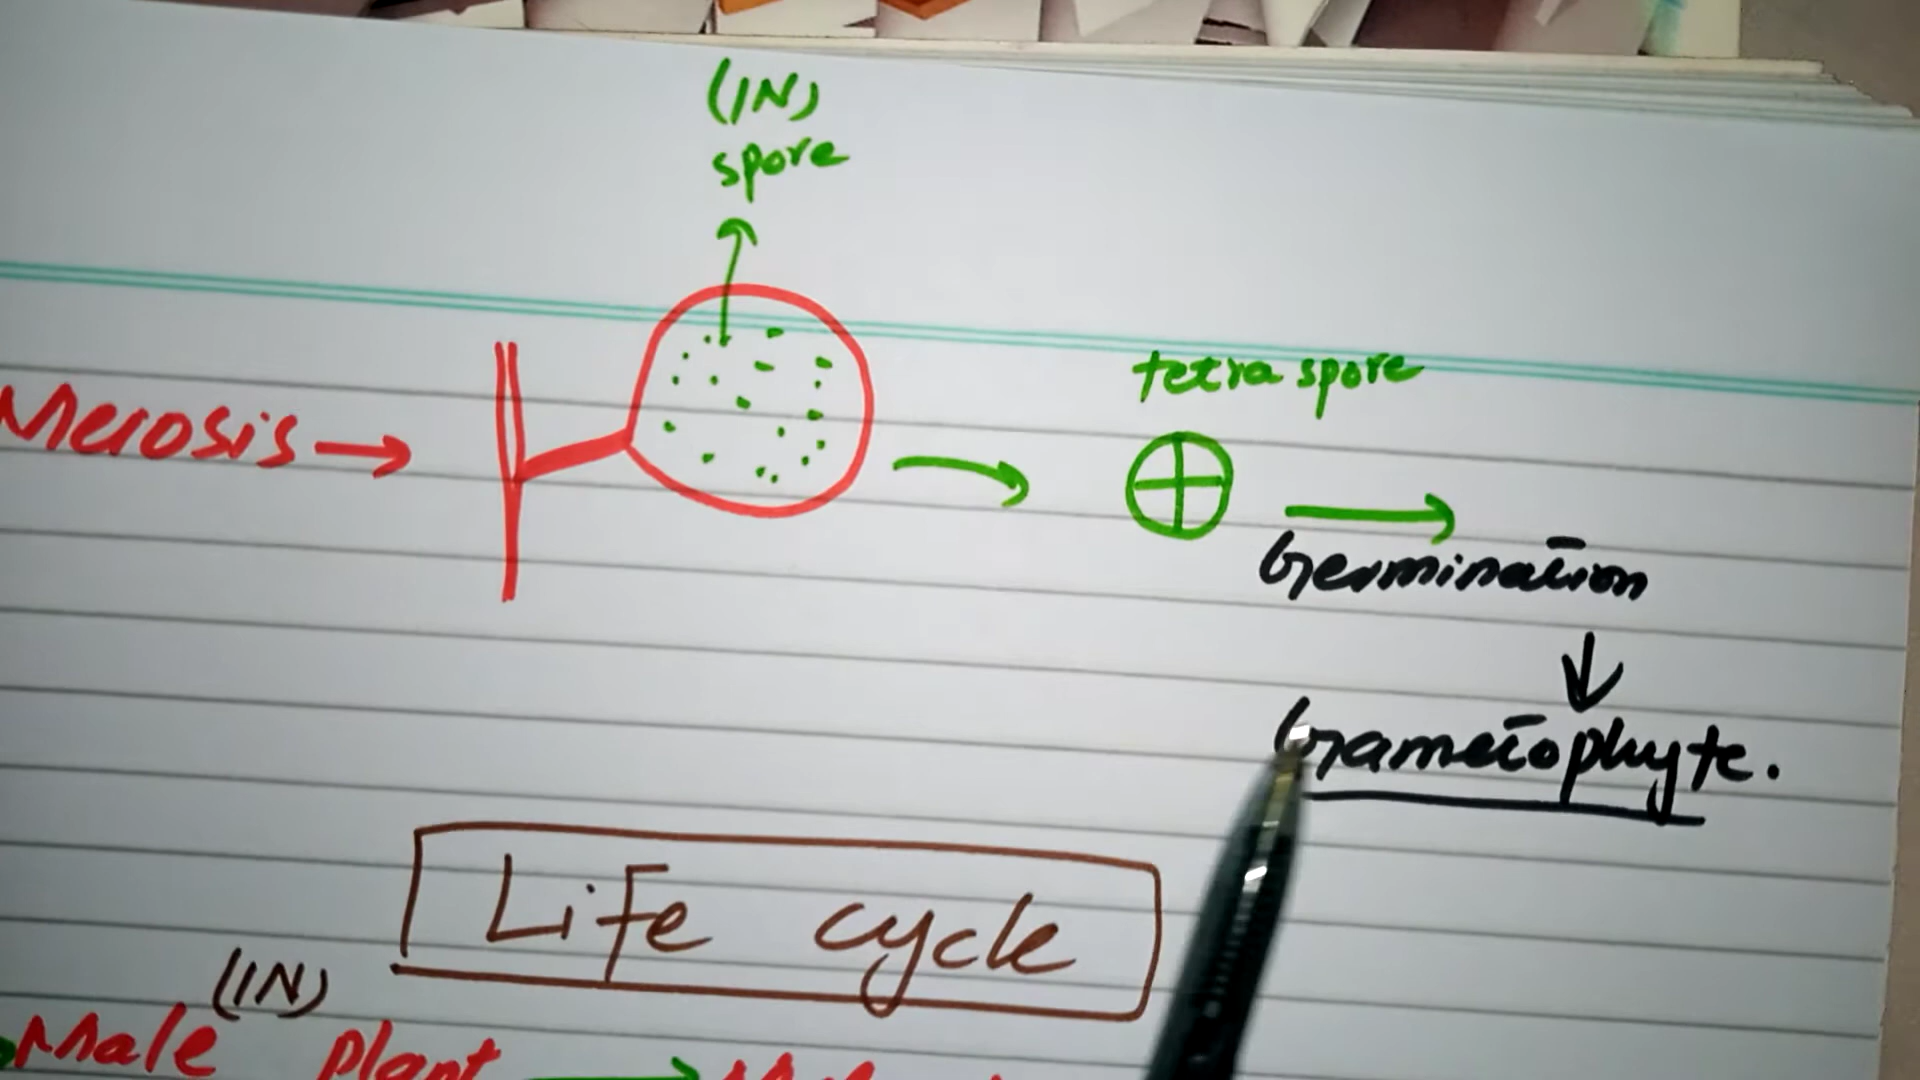 (1N)
spore
Meiosis →
tetra spore
Germination
Gametophyte.
Life cycle
(1N)
Male plant